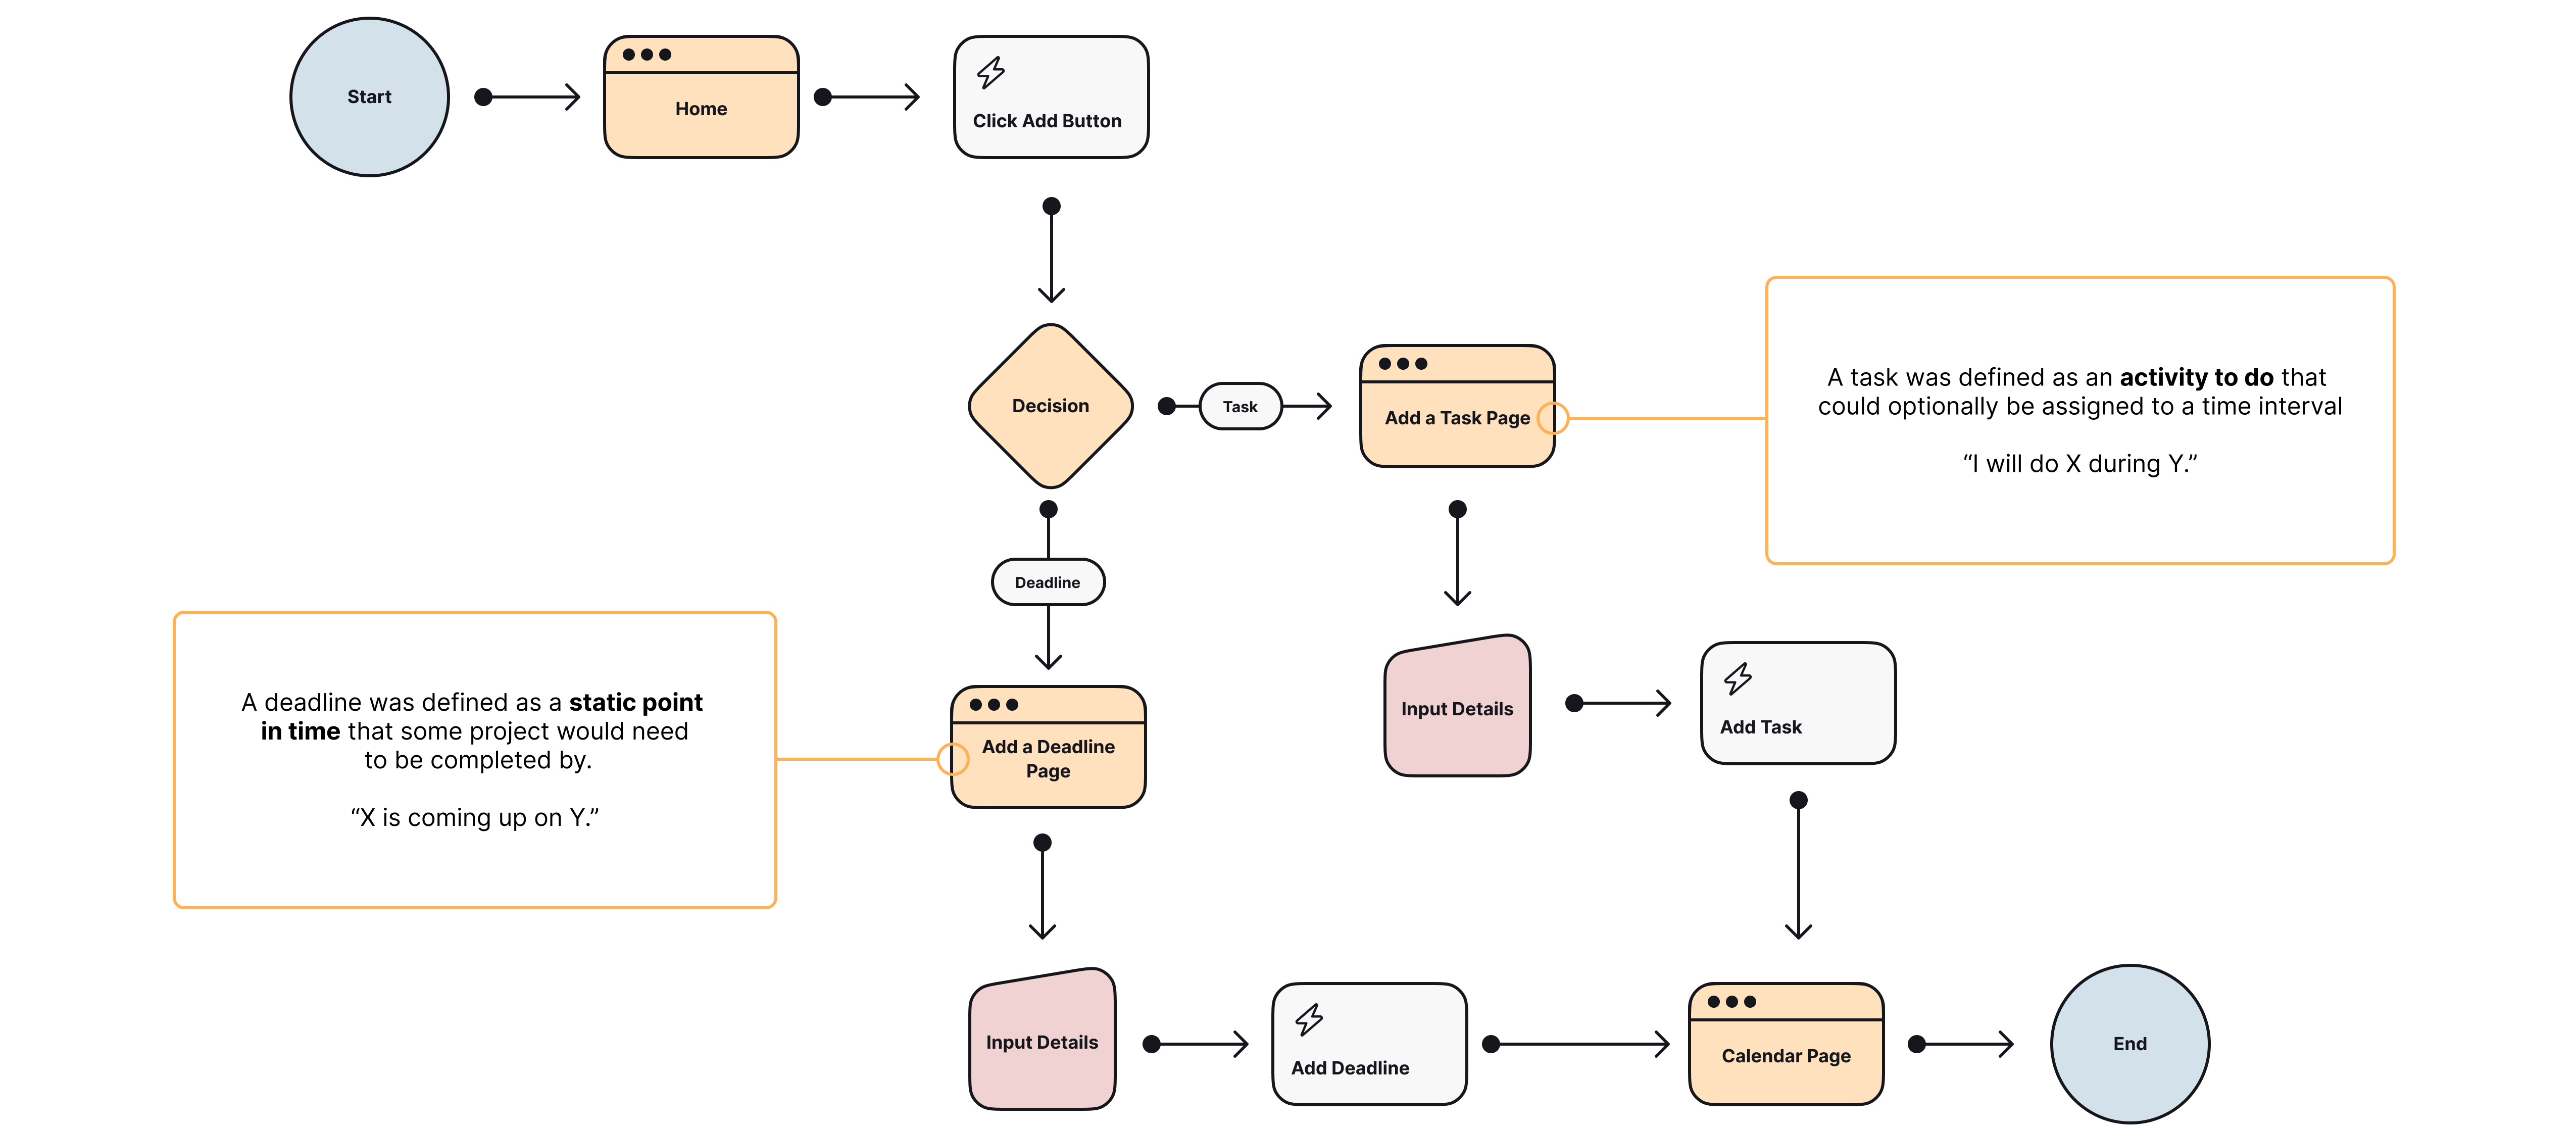 Start
Home
Click Add Button
Decision
Task
Add a Task Page
A task was defined as an activity to do that
could optionally be assigned to a time interval
“I will do X during Y.”
Deadline
A deadline was defined as a static point
in time that some project would need
to be completed by.
“X is coming up on Y.”
Add a Deadline
Page
Input Details
Add Task
Input Details
Add Deadline
Calendar Page
End